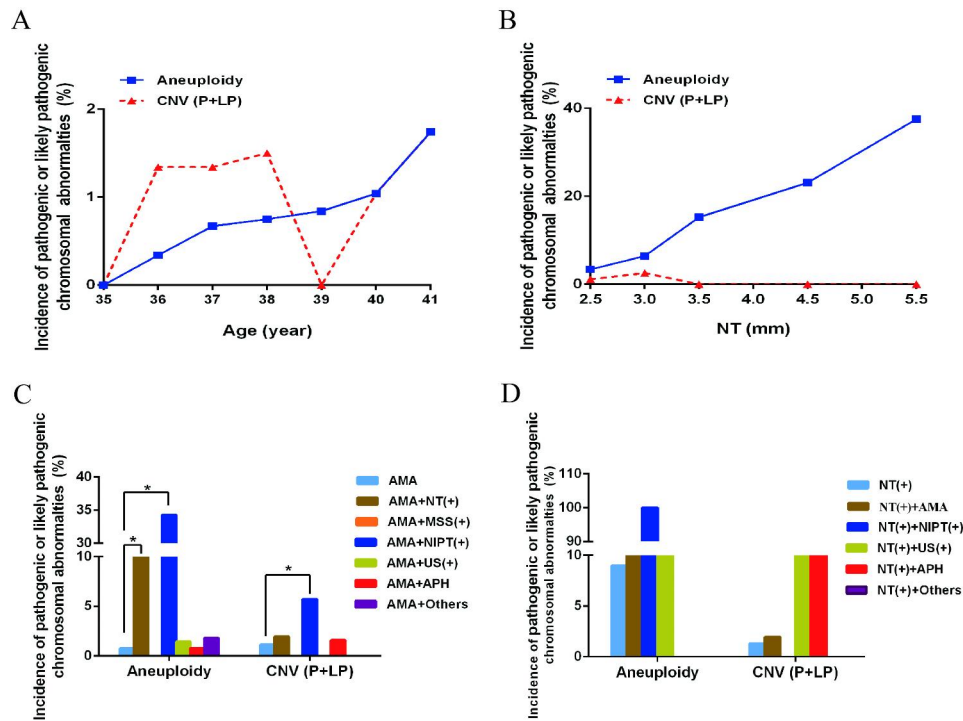 A
Aneuploidy
CNV (P+LP)
Incidence of pathogenic or likely pathogenic
chromosomal abnormalties (%)
2
1
0
35 36 37 38 39 40 41
Age (year)
B
Aneuploidy
CNV (P+LP)
Incidence of pathogenic or likely pathogenic
chromosomal abnormalties (%)
40
20
0
2.5 3.0 3.5 4.0 4.5 5.0 5.5
NT (mm)
C
Incidence of pathogenic or likely pathogenic
chromosomal abnormalties (%)
40
35
30
10
5
0
*
*
*
Aneuploidy CNV (P+LP)
AMA
AMA+NT(+)
AMA+MSS(+)
AMA+NIPT(+)
AMA+US(+)
AMA+APH
AMA+Others
D
Incidence of pathogenic or likely pathogenic
chromosomal abnormalties (%)
110
100
90
10
5
0
Aneuploidy CNV (P+LP)
NT(+)
NT(+)+AMA
NT(+)+NIPT(+)
NT(+)+US(+)
NT(+)+APH
NT(+)+Others